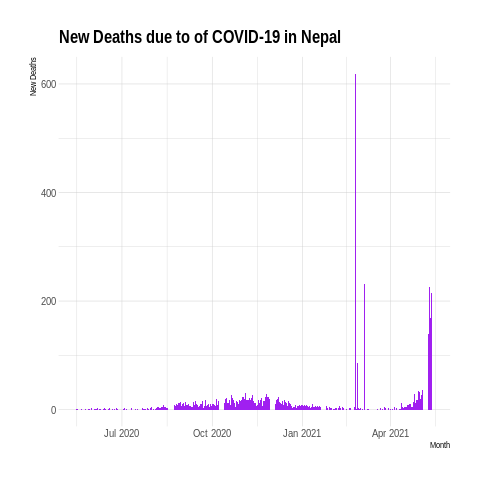 New Deaths due to of COVID-19 in Nepal
New Deaths
600
400
200
0
Jul 2020 Oct 2020 Jan 2021 Apr 2021
Month